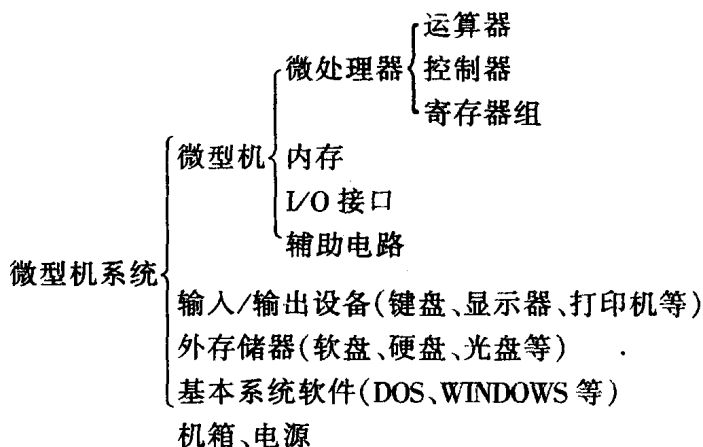 运算器
微处理器 控制器
寄存器组
微型机 内存
I/O 接口
辅助电路
微型机系统
输入/输出设备(键盘、显示器、打印机等)
外存储器(软盘、硬盘、光盘等)
基本系统软件(DOS、WINDOWS 等)
机箱、电源